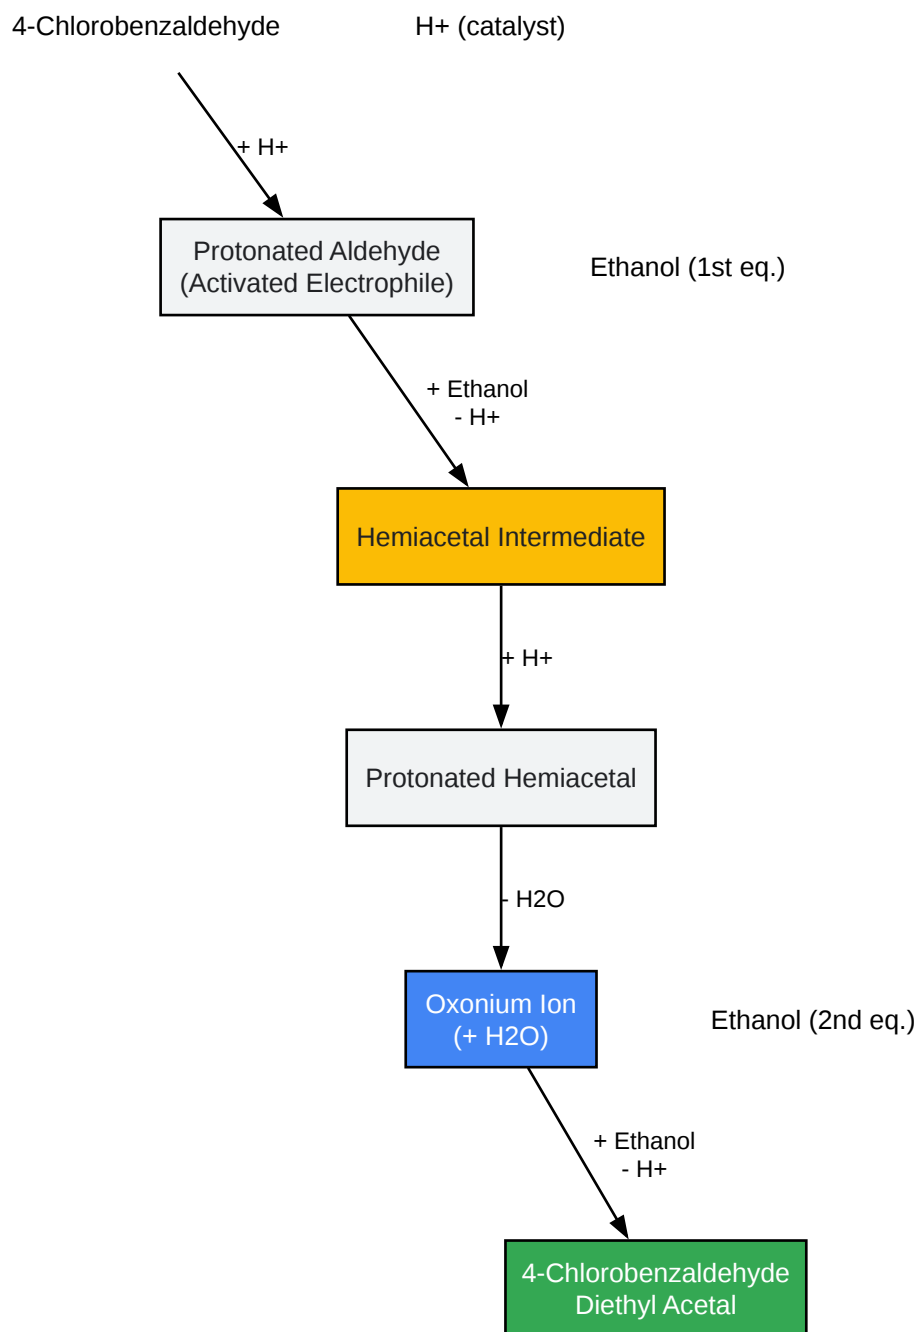 4-Chlorobenzaldehyde
H+ (catalyst)
+ H+
Protonated Aldehyde
(Activated Electrophile)
Ethanol (1st eq.)
+ Ethanol
- H+
Hemiacetal Intermediate
+ H+
Protonated Hemiacetal
- H2O
Oxonium Ion
(+ H2O)
Ethanol (2nd eq.)
+ Ethanol
- H+
4-Chlorobenzaldehyde
Diethyl Acetal